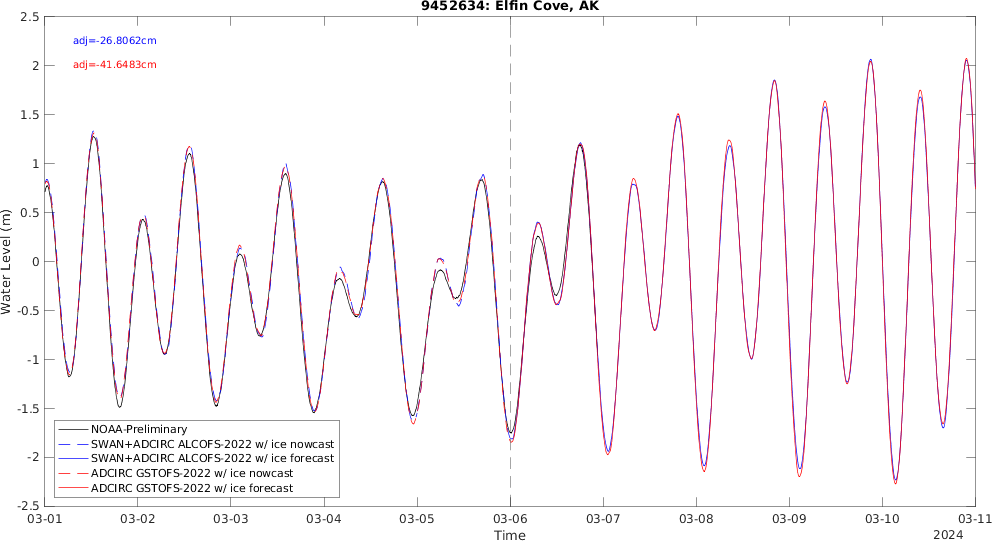 9452634: Elfin Cove, AK
adj=-26.8062cm
adj=-41.6483cm
Water Level (m)
2.5
2
1.5
1
0.5
0
-0.5
-1
-1.5
-2
-2.5
NOAA-Preliminary
SWAN+ADCIRC ALCOFS-2022 w/ ice nowcast
SWAN+ADCIRC ALCOFS-2022 w/ ice forecast
ADCIRC GSTOFS-2022 w/ ice nowcast
ADCIRC GSTOFS-2022 w/ ice forecast
03-01 03-02 03-03 03-04 03-05 03-06 03-07 03-08 03-09 03-10 03-11
Time
2024